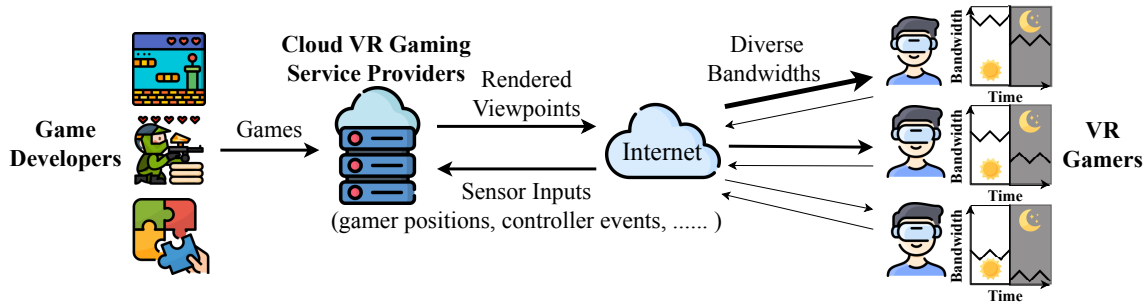 Game
Developers
Games
Cloud VR Gaming
Service Providers
Rendered
Viewpoints
Sensor Inputs
(gamer positions, controller events, ...... )
Internet
Diverse
Bandwidths
Bandwidth
Time
Bandwidth
Time
Bandwidth
Time
VR
Gamers